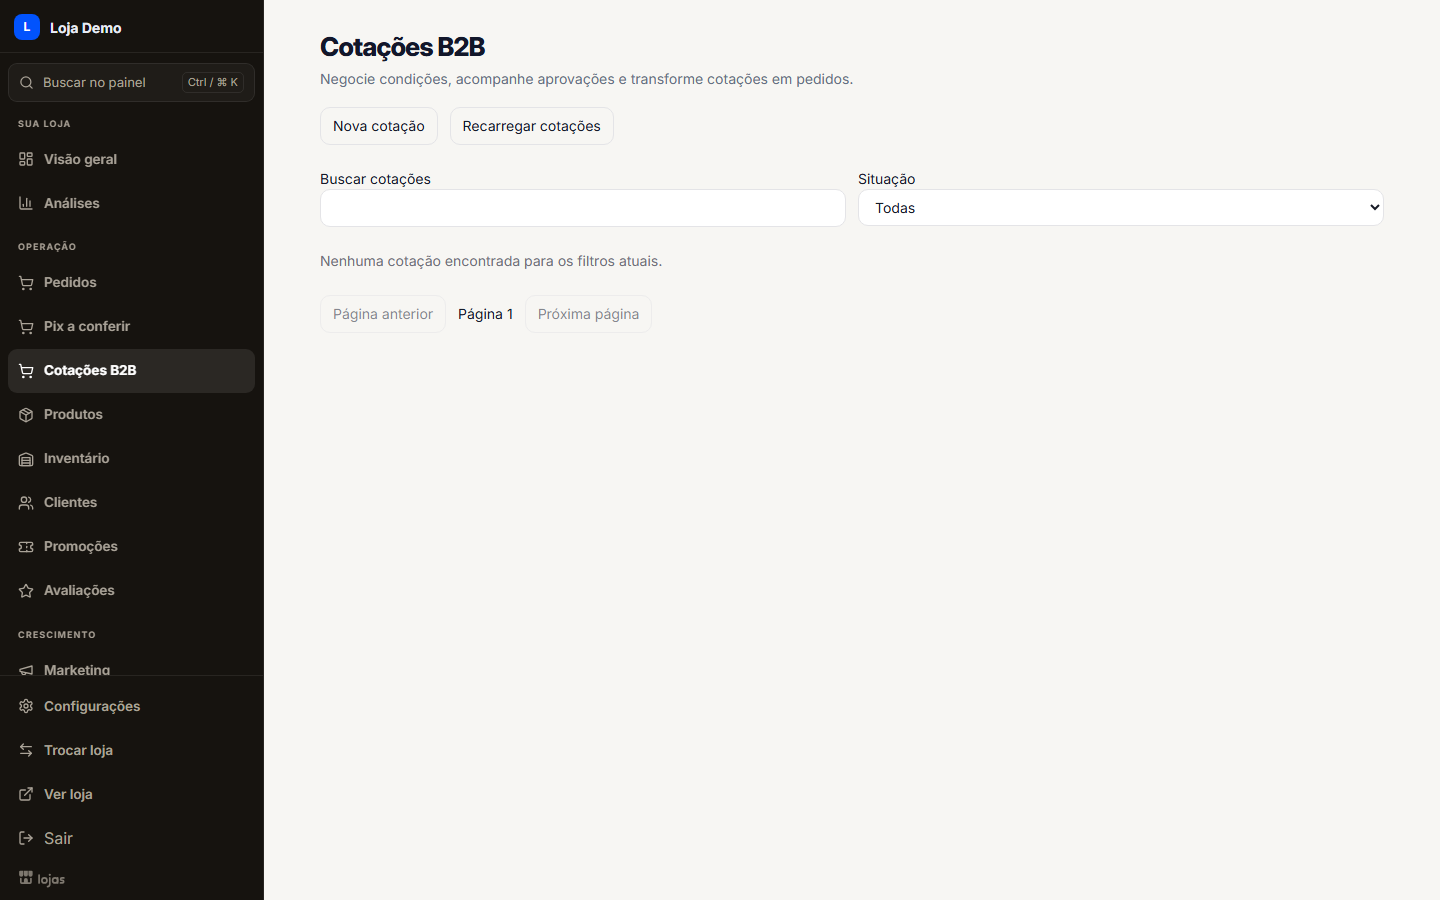 L Loja Demo
Buscar no painel Ctrl / ⌘ K
SUA LOJA
Visão geral
Análises
OPERAÇÃO
Pedidos
Pix a conferir
Cotações B2B
Produtos
Inventário
Clientes
Promoções
Avaliações
CRESCIMENTO
Marketing
Configurações
Trocar loja
Ver loja
Sair
lojas
Cotações B2B
Negocie condições, acompanhe aprovações e transforme cotações em pedidos.
Nova cotação Recarregar cotações
Buscar cotações Situação
Todas
Nenhuma cotação encontrada para os filtros atuais.
Página anterior Página 1 Próxima página